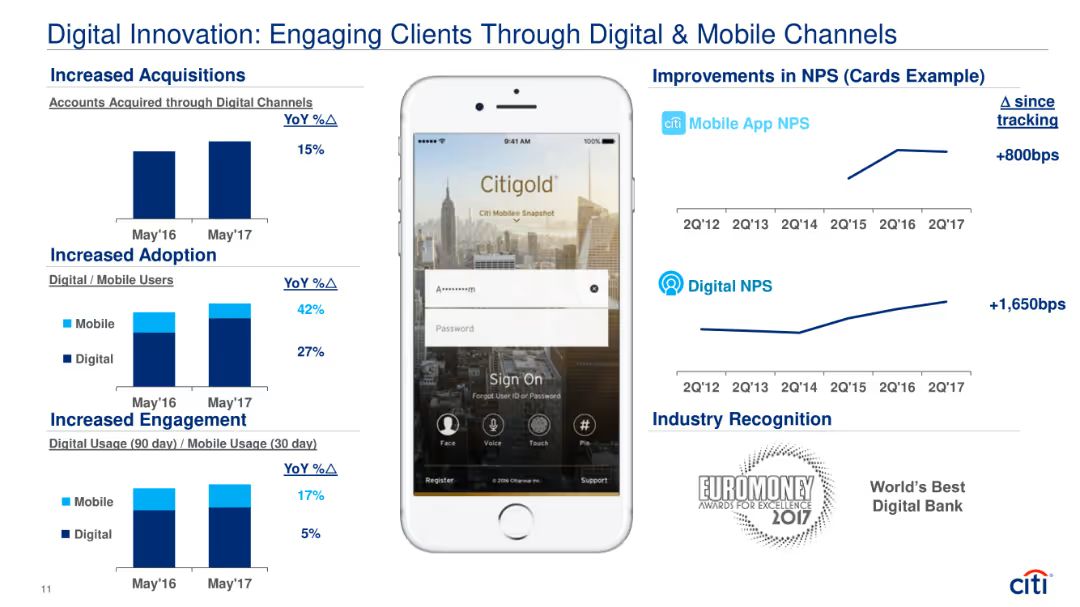 Digital Innovation: Engaging Clients Through Digital & Mobile Channels
Increased Acquisitions
Accounts Acquired through Digital Channels
YoY %△
15%
May'16 May'17
Increased Adoption
Digital / Mobile Users
YoY %△
42%
Mobile
27%
Digital
May'16 May'17
Increased Engagement
Digital Usage (90 day) / Mobile Usage (30 day)
YoY %△
17%
Mobile
5%
Digital
May'16 May'17
9:41 AM 100%
Citigold®
Citi Mobile® Snapshot
A••••••••m
Password
Sign On
Forgot User ID or Password
Face Voice Touch Pin
#
Register © 2016 Citigroup Inc. Support
Improvements in NPS (Cards Example)
Δ since
tracking
citi Mobile App NPS
+800bps
2Q'12 2Q'13 2Q'14 2Q'15 2Q'16 2Q'17
Digital NPS
+1,650bps
2Q'12 2Q'13 2Q'14 2Q'15 2Q'16 2Q'17
Industry Recognition
EUROMONEY
AWARDS FOR EXCELLENCE
2017
World's Best
Digital Bank
11
citi®